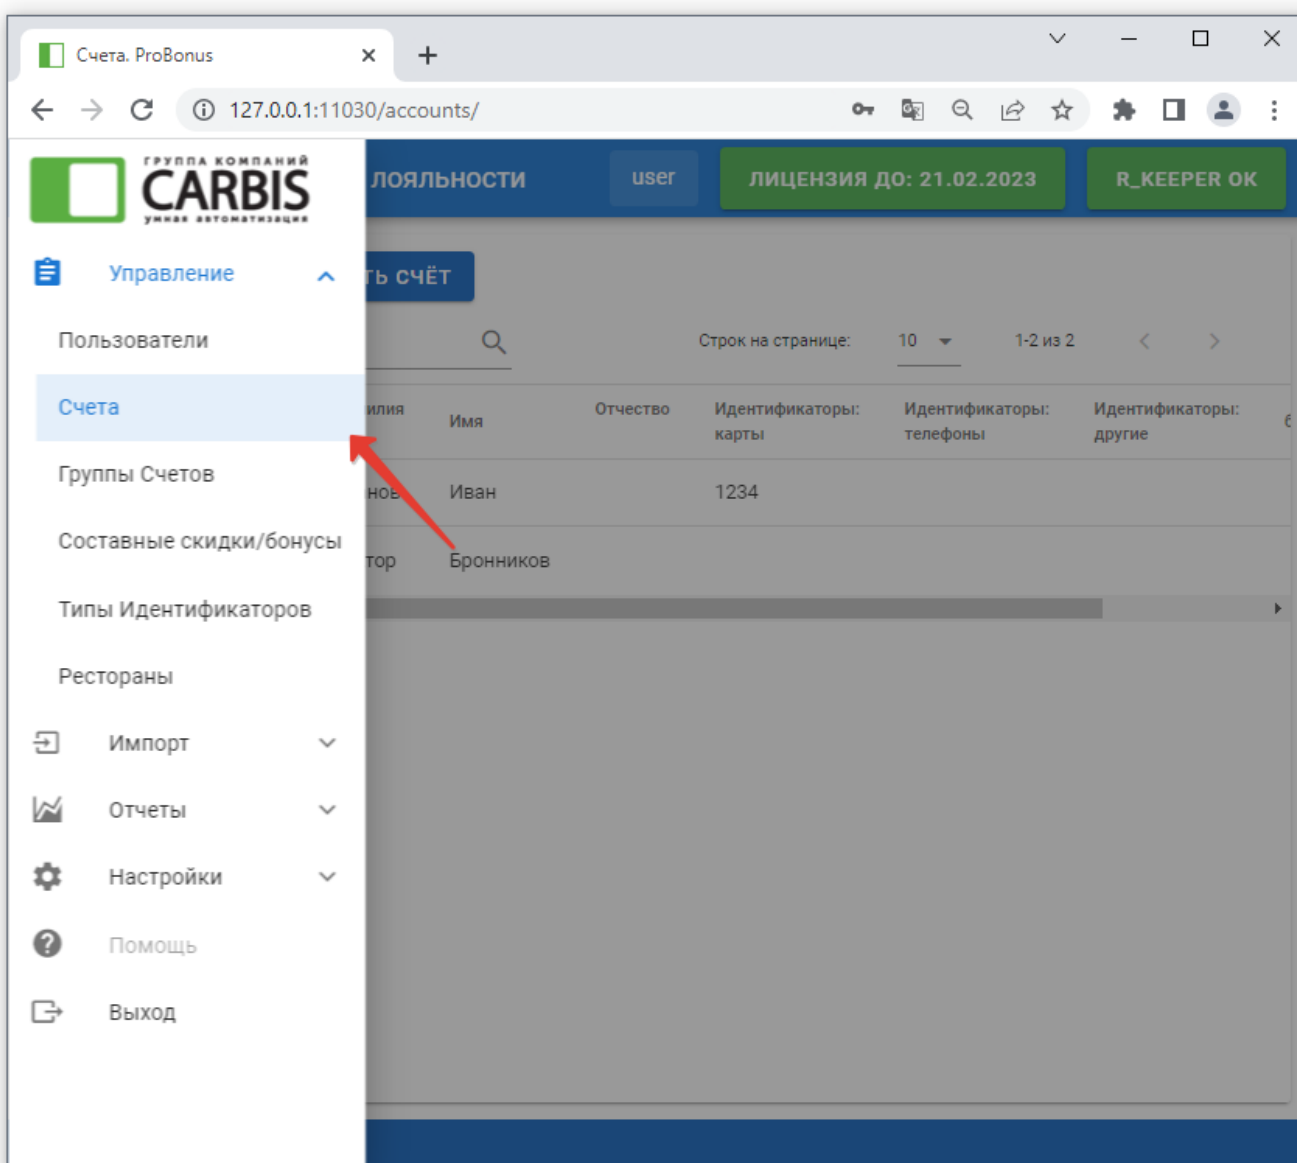 Счета. ProBonus
127.0.0.1:11030/accounts/
ГРУППА КОМПАНИЙ
CARBIS
умная автоматизация
ЛОЯЛЬНОСТИ
user
ЛИЦЕНЗИЯ ДО: 21.02.2023
R_KEEPER OK
Управление
ТЬ СЧЁТ
Пользователи
Строк на странице:
10
1-2 из 2
Счета
илия
Имя
Отчество
Идентификаторы:
карты
Идентификаторы:
телефоны
Идентификаторы:
другие
Группы Счетов
нов
Иван
1234
Составные скидки/бонусы
тор
Бронников
Типы Идентификаторов
Рестораны
Импорт
Отчеты
Настройки
Помощь
Выход